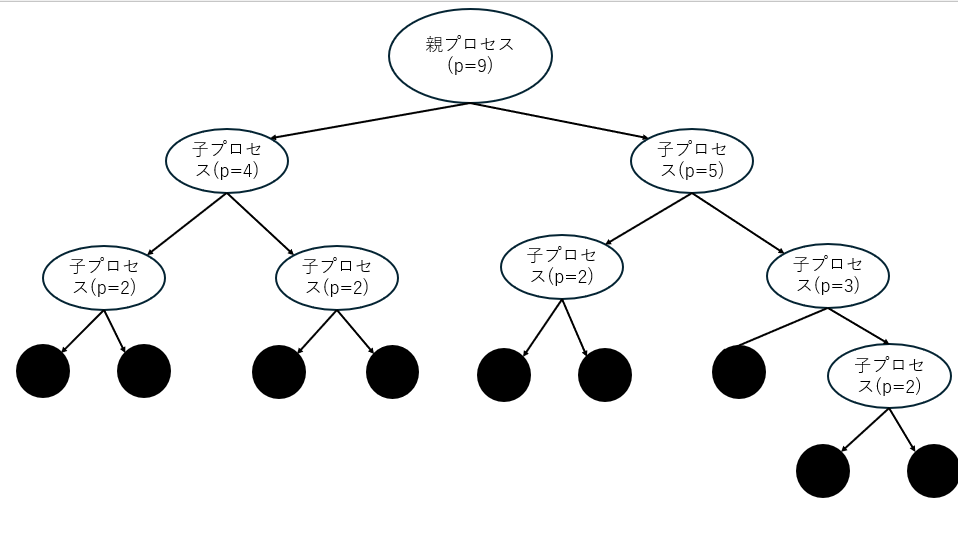 親プロセス
(p=9)
子プロセ
ス(p=4)
子プロセ
ス(p=5)
子プロセ
ス(p=2)
子プロセ
ス(p=2)
子プロセ
ス(p=2)
子プロセ
ス(p=3)
子プロセ
ス(p=2)